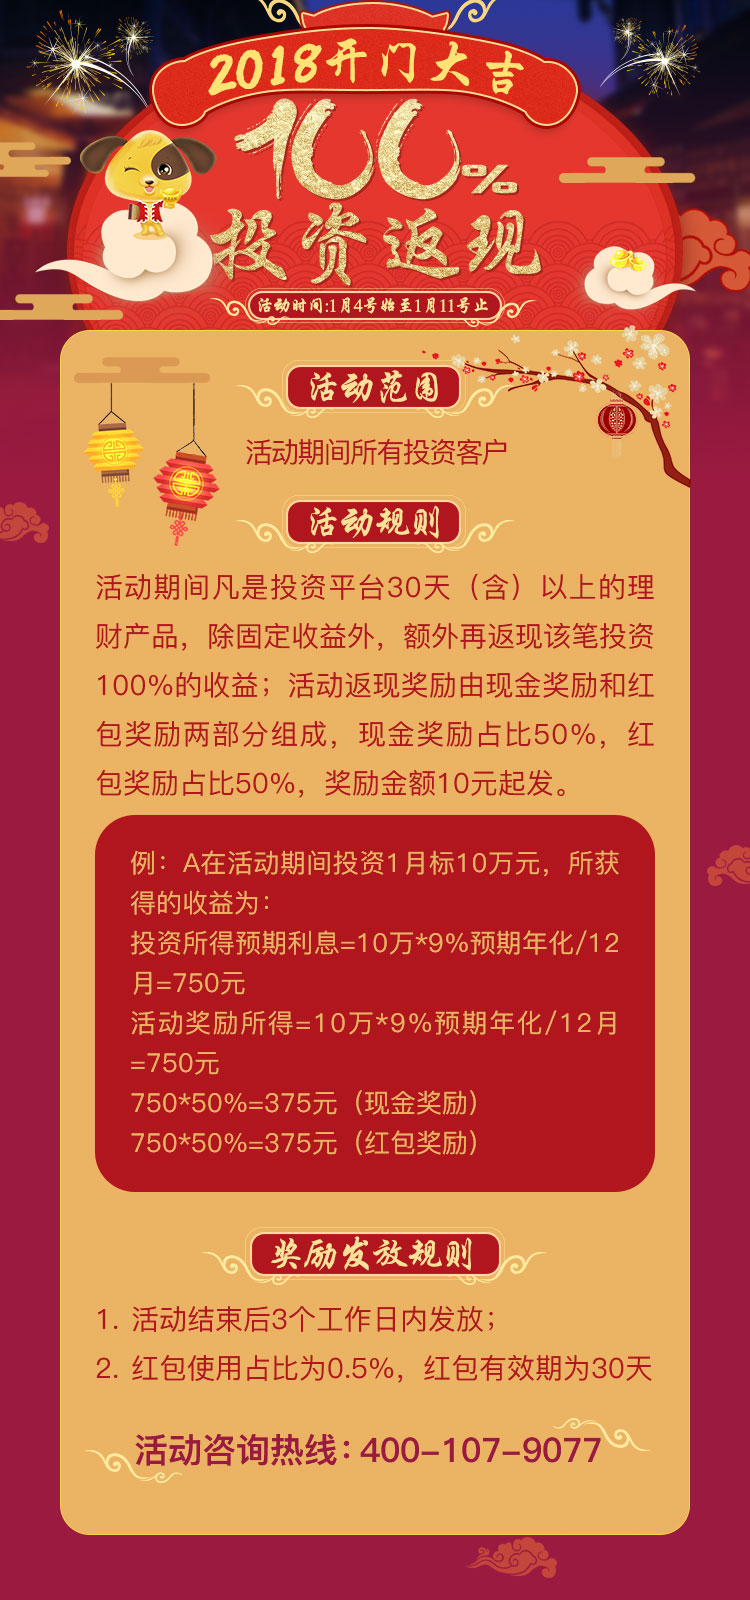 2018开门大吉
100%
投资返现
活动时间:1月4号始至1月11号止
活动范围
活动期间所有投资客户
活动规则
活动期间凡是投资平台30天（含）以上的理
财产品，除固定收益外，额外再返现该笔投资
100%的收益；活动返现奖励由现金奖励和红
包奖励两部分组成，现金奖励占比50%，红
包奖励占比50%，奖励金额10元起发。
例：A在活动期间投资1月标10万元，所获
得的收益为：
投资所得预期利息=10万*9%预期年化/12
月=750元
活动奖励所得=10万*9%预期年化/12月
=750元
750*50%=375元（现金奖励）
750*50%=375元（红包奖励）
奖励发放规则
1. 活动结束后3个工作日内发放；
2. 红包使用占比为0.5%，红包有效期为30天
活动咨询热线：400-107-9077